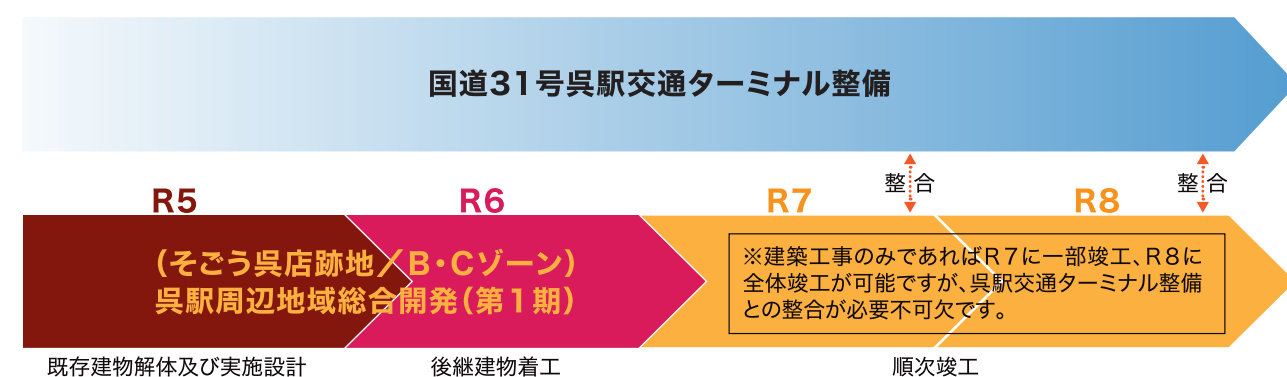 国道31号呉駅交通ターミナル整備
整合
整合
R5
R6
R7
R8
（そごう呉店跡地／B・Cゾーン）
呉駅周辺地域総合開発（第1期）
※建築工事のみであればR7に一部竣工、R8に
全体竣工が可能ですが、呉駅交通ターミナル整備
との整合が必要不可欠です。
既存建物解体及び実施設計
後継建物着工
順次竣工